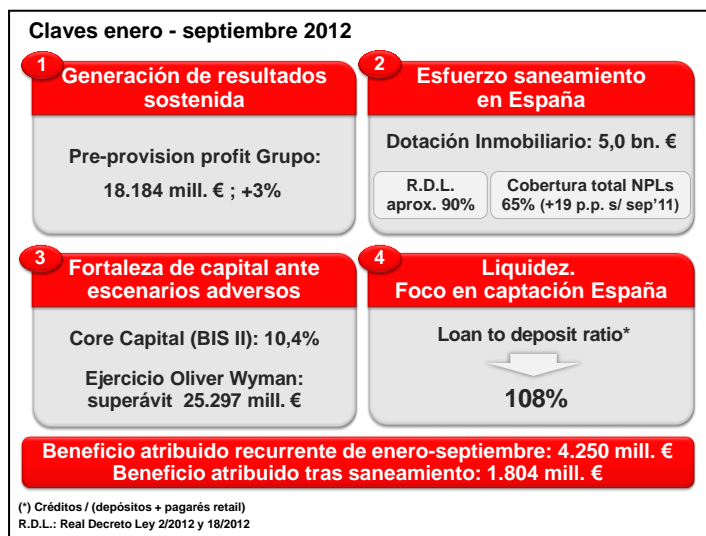 Claves enero - septiembre 2012
1
Generación de resultados
sostenida
Pre-provision profit Grupo:
18.184 mill. € ; +3%
2
Esfuerzo saneamiento
en España
Dotación Inmobiliario: 5,0 bn. €
R.D.L.
aprox. 90%
Cobertura total NPLs
65% (+19 p.p. s/ sep'11)
3
Fortaleza de capital ante
escenarios adversos
Core Capital (BIS II): 10,4%
Ejercicio Oliver Wyman:
superávit 25.297 mill. €
4
Liquidez.
Foco en captación España
Loan to deposit ratio*
108%
Beneficio atribuido recurrente de enero-septiembre: 4.250 mill. €
Beneficio atribuido tras saneamiento: 1.804 mill. €
(*) Créditos / (depósitos + pagarés retail)
R.D.L.: Real Decreto Ley 2/2012 y 18/2012